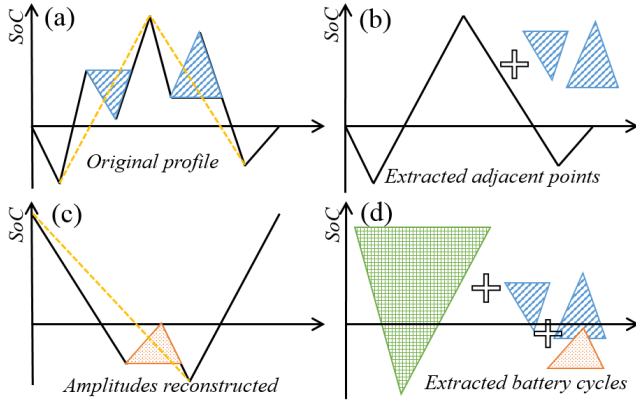 SoC
(a)
Original profile
SoC
(b)
Extracted adjacent points
SoC
(c)
Amplitudes reconstructed
SoC
(d)
Extracted battery cycles